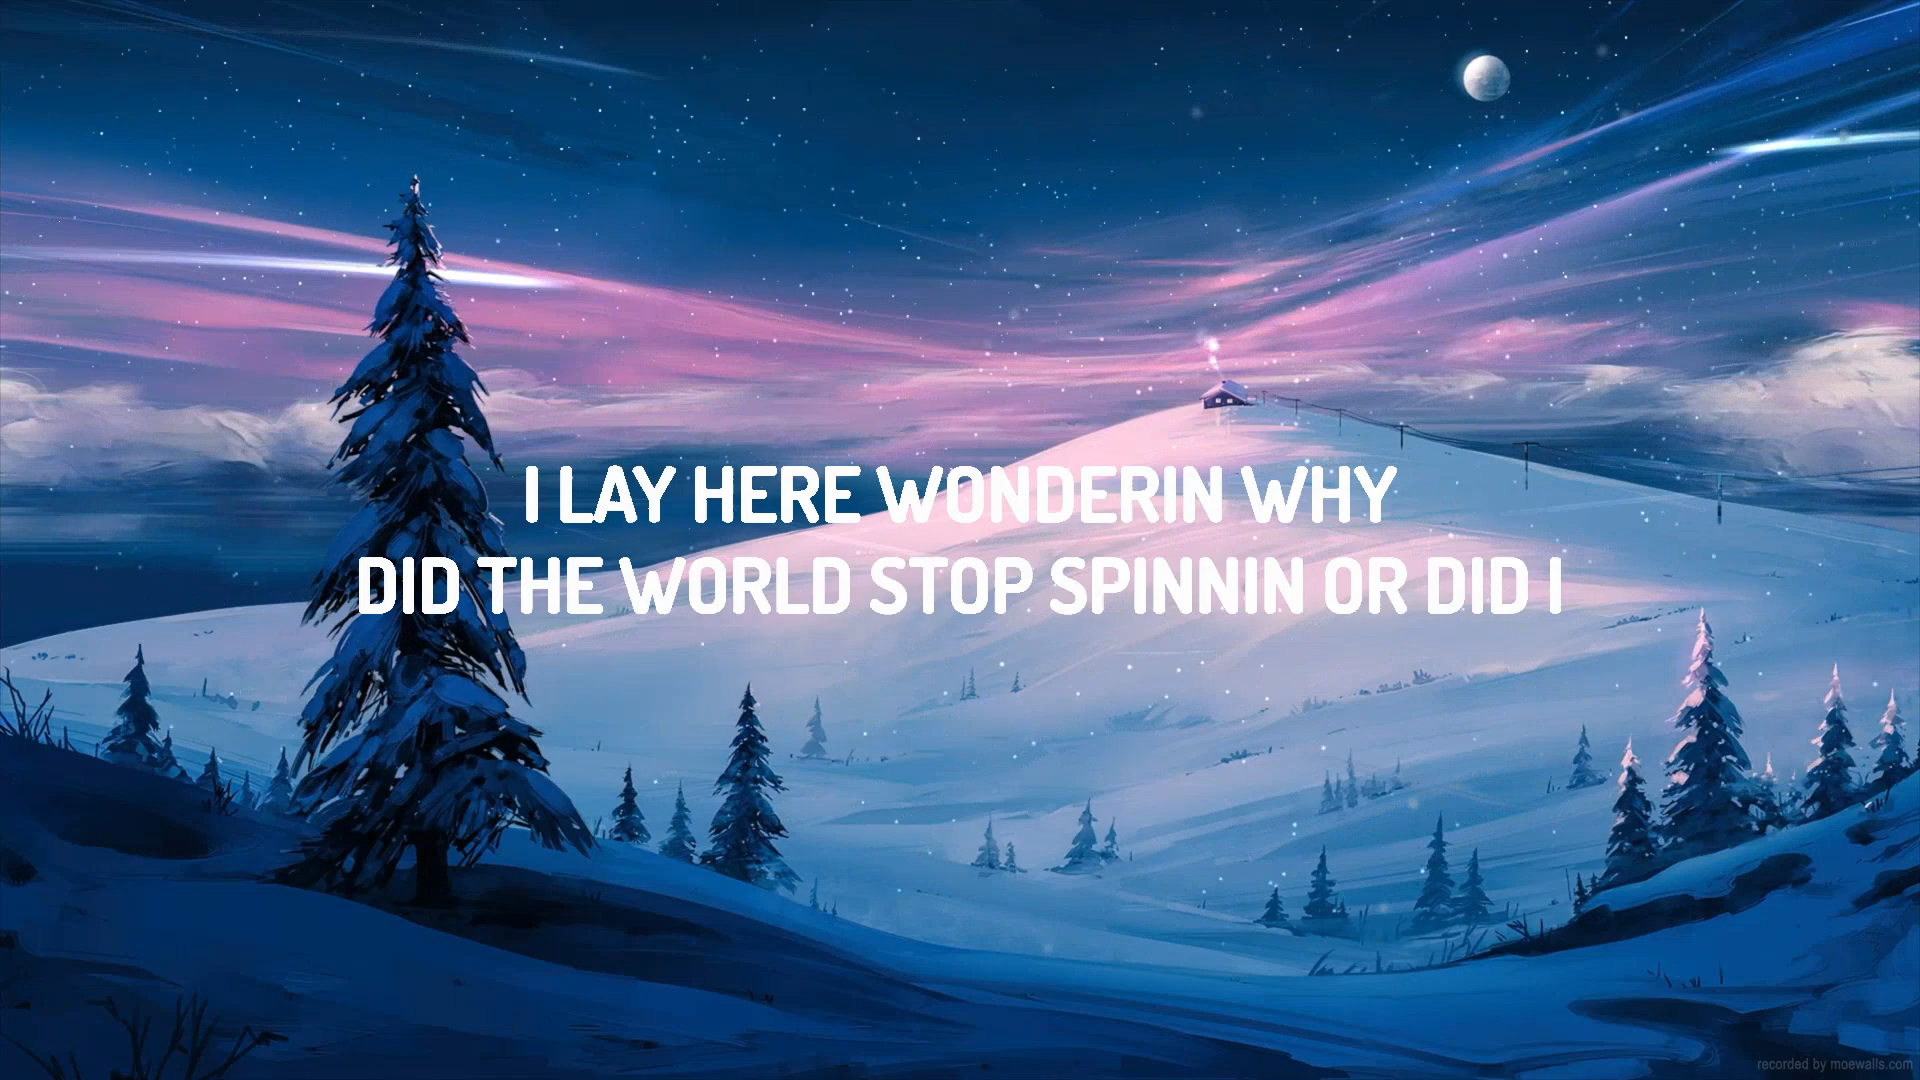 I LAY HERE WONDERIN WHY
DID THE WORLD STOP SPINNIN OR DID I
recorded by moewalls.com